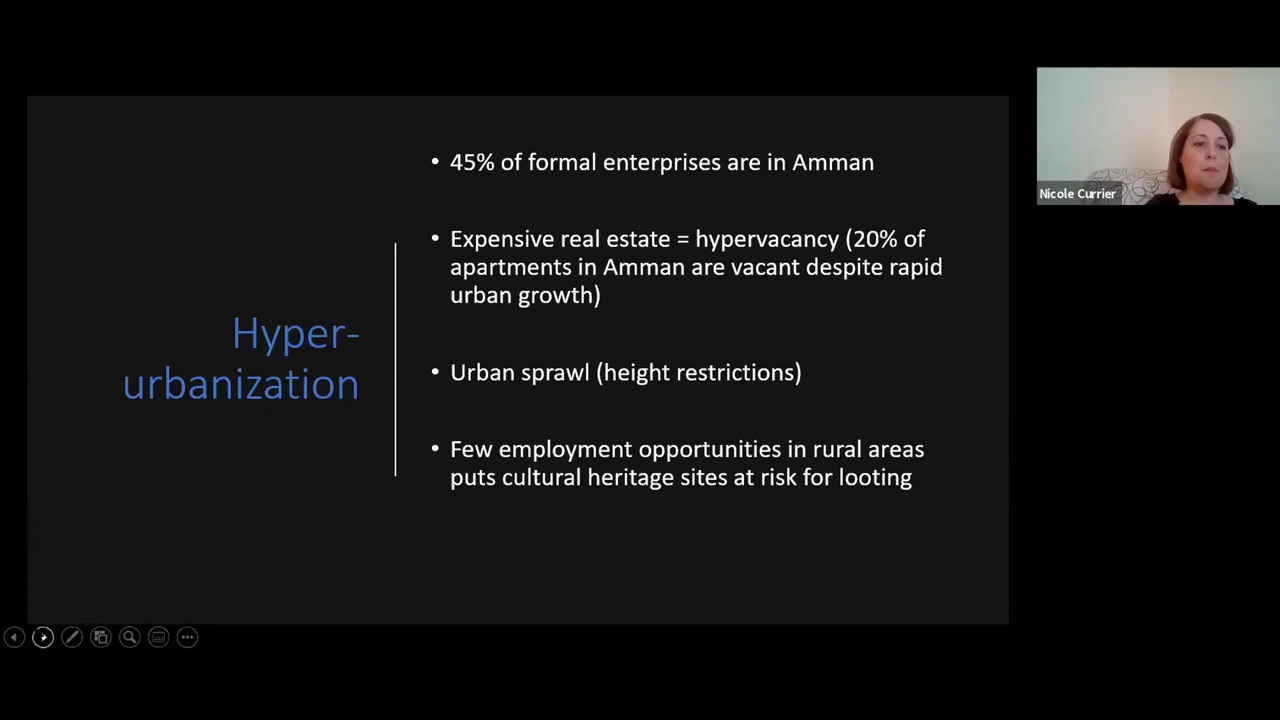 Hyper-
urbanization
• 45% of formal enterprises are in Amman
• Expensive real estate = hypervacancy (20% of
apartments in Amman are vacant despite rapid
urban growth)
• Urban sprawl (height restrictions)
• Few employment opportunities in rural areas
puts cultural heritage sites at risk for looting
Nicole Currier